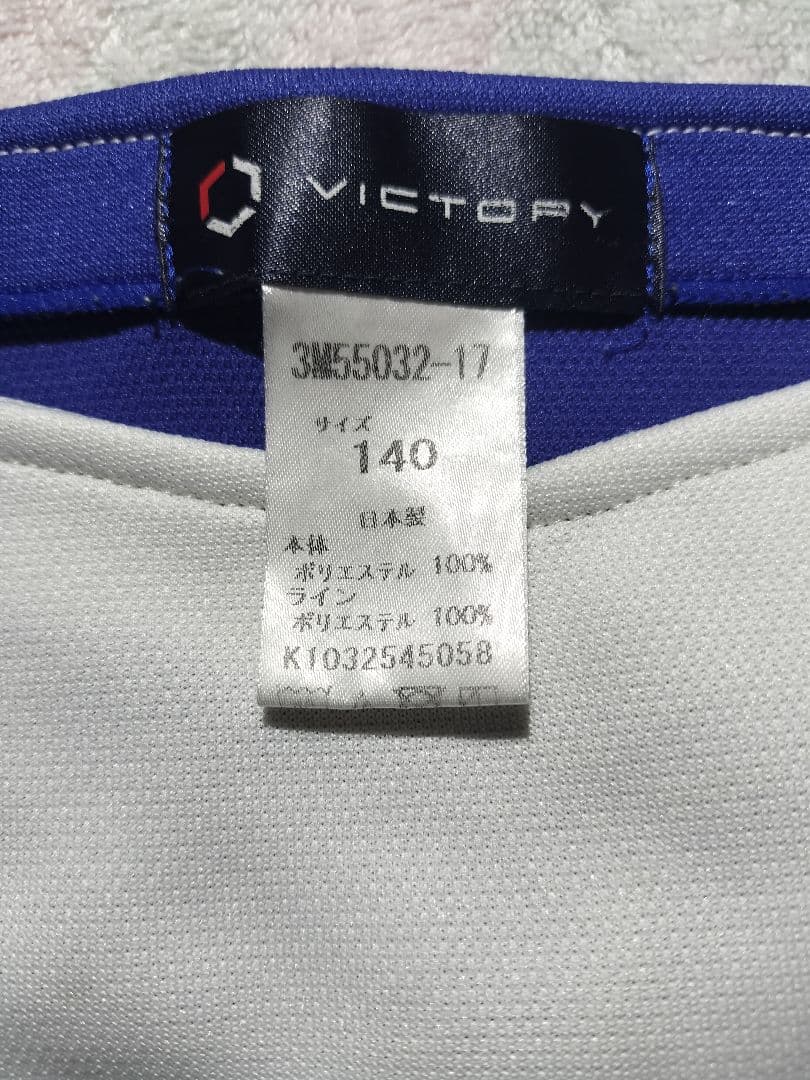 VICTORY
3M55032-17
サイズ
140
日本製
本体
ポリエステル 100%
ライン
ポリエステル 100%
K1032545058